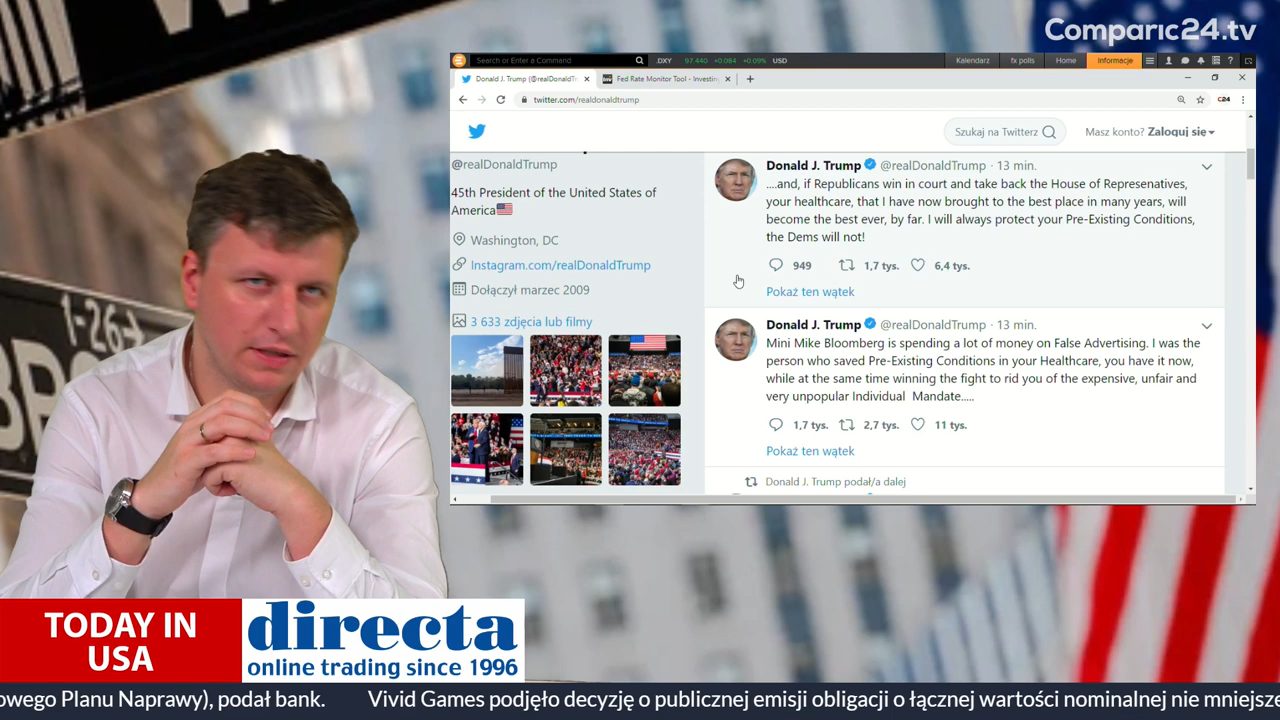 Comparic24.tv
Search or Enter a Command
.DXY 97.440 +0.084 +0.09% USD
Kalendarz
fx polls
Home
Informacje
Donald J. Trump (@realDonaldTr
Fed Rate Monitor Tool - Investing
twitter.com/realdonaldtrump
C24
Szukaj na Twitterz
Masz konto? Zaloguj się
@realDonaldTrump
45th President of the United States of
America
Washington, DC
Instagram.com/realDonaldTrump
Dołączył marzec 2009
3 633 zdjęcia lub filmy
Donald J. Trump @realDonaldTrump · 13 min.
....and, if Republicans win in court and take back the House of Represenatives,
your healthcare, that I have now brought to the best place in many years, will
become the best ever, by far. I will always protect your Pre-Existing Conditions,
the Dems will not!
949 1,7 tys. 6,4 tys.
Pokaż ten wątek
Donald J. Trump @realDonaldTrump · 13 min.
Mini Mike Bloomberg is spending a lot of money on False Advertising. I was the
person who saved Pre-Existing Conditions in your Healthcare, you have it now,
while at the same time winning the fight to rid you of the expensive, unfair and
very unpopular Individual Mandate.....
1,7 tys. 2,7 tys. 11 tys.
Pokaż ten wątek
Donald J. Trump podał/a dalej
1-26
TODAY IN
USA
directa
online trading since 1996
owego Planu Naprawy), podał bank. Vivid Games podjęło decyzję o publicznej emisji obligacji o łącznej wartości nominalnej nie mniejsze